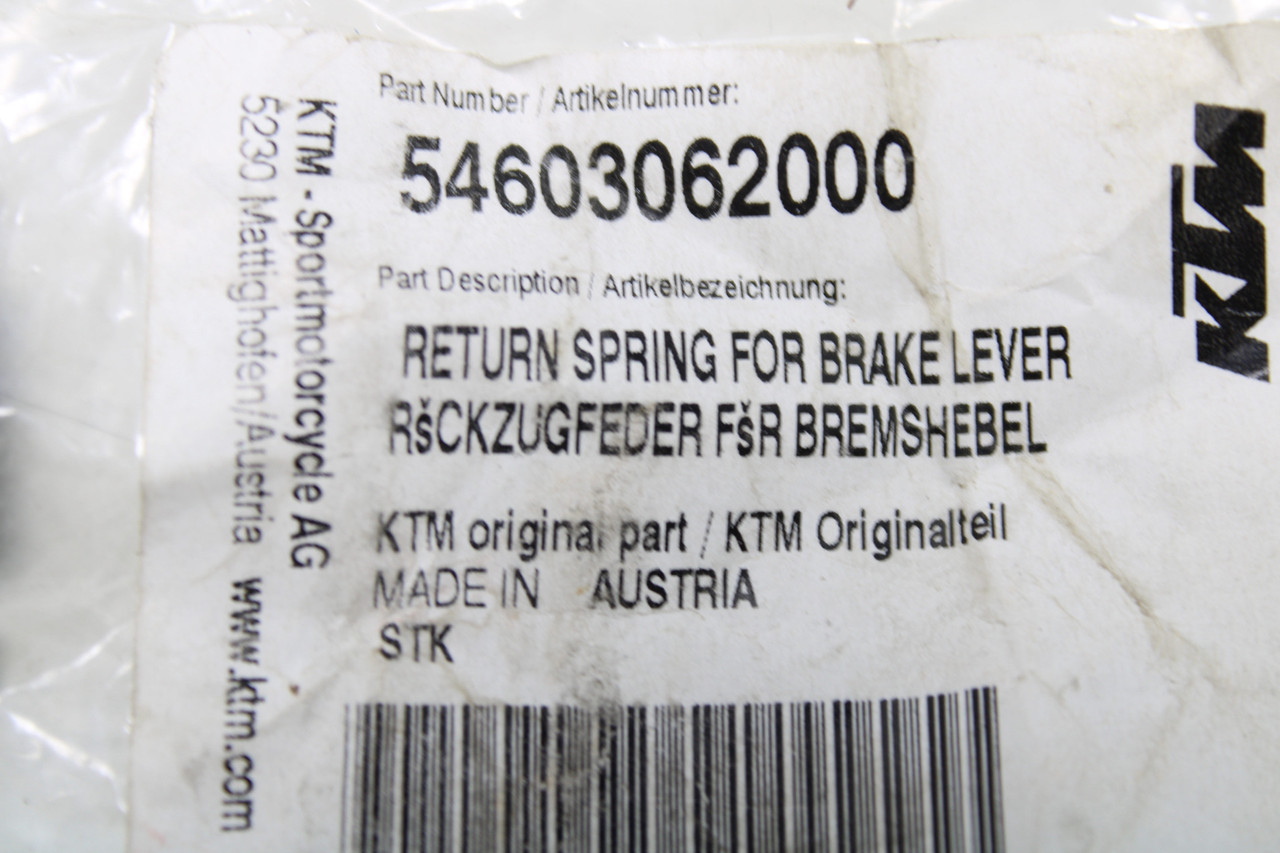 Part Number / Artikelnummer:
54603062000
Part Description / Artikelbezeichnung:
RETURN SPRING FOR BRAKE LEVER
RšCKZUGFEDER FšR BREMSHEBEL
KTM original part / KTM Originalteil
MADE IN AUSTRIA
STK
KTM - Sportmotorcycle AG
5230 Mattighofen/Austria www.ktm.com
KTM